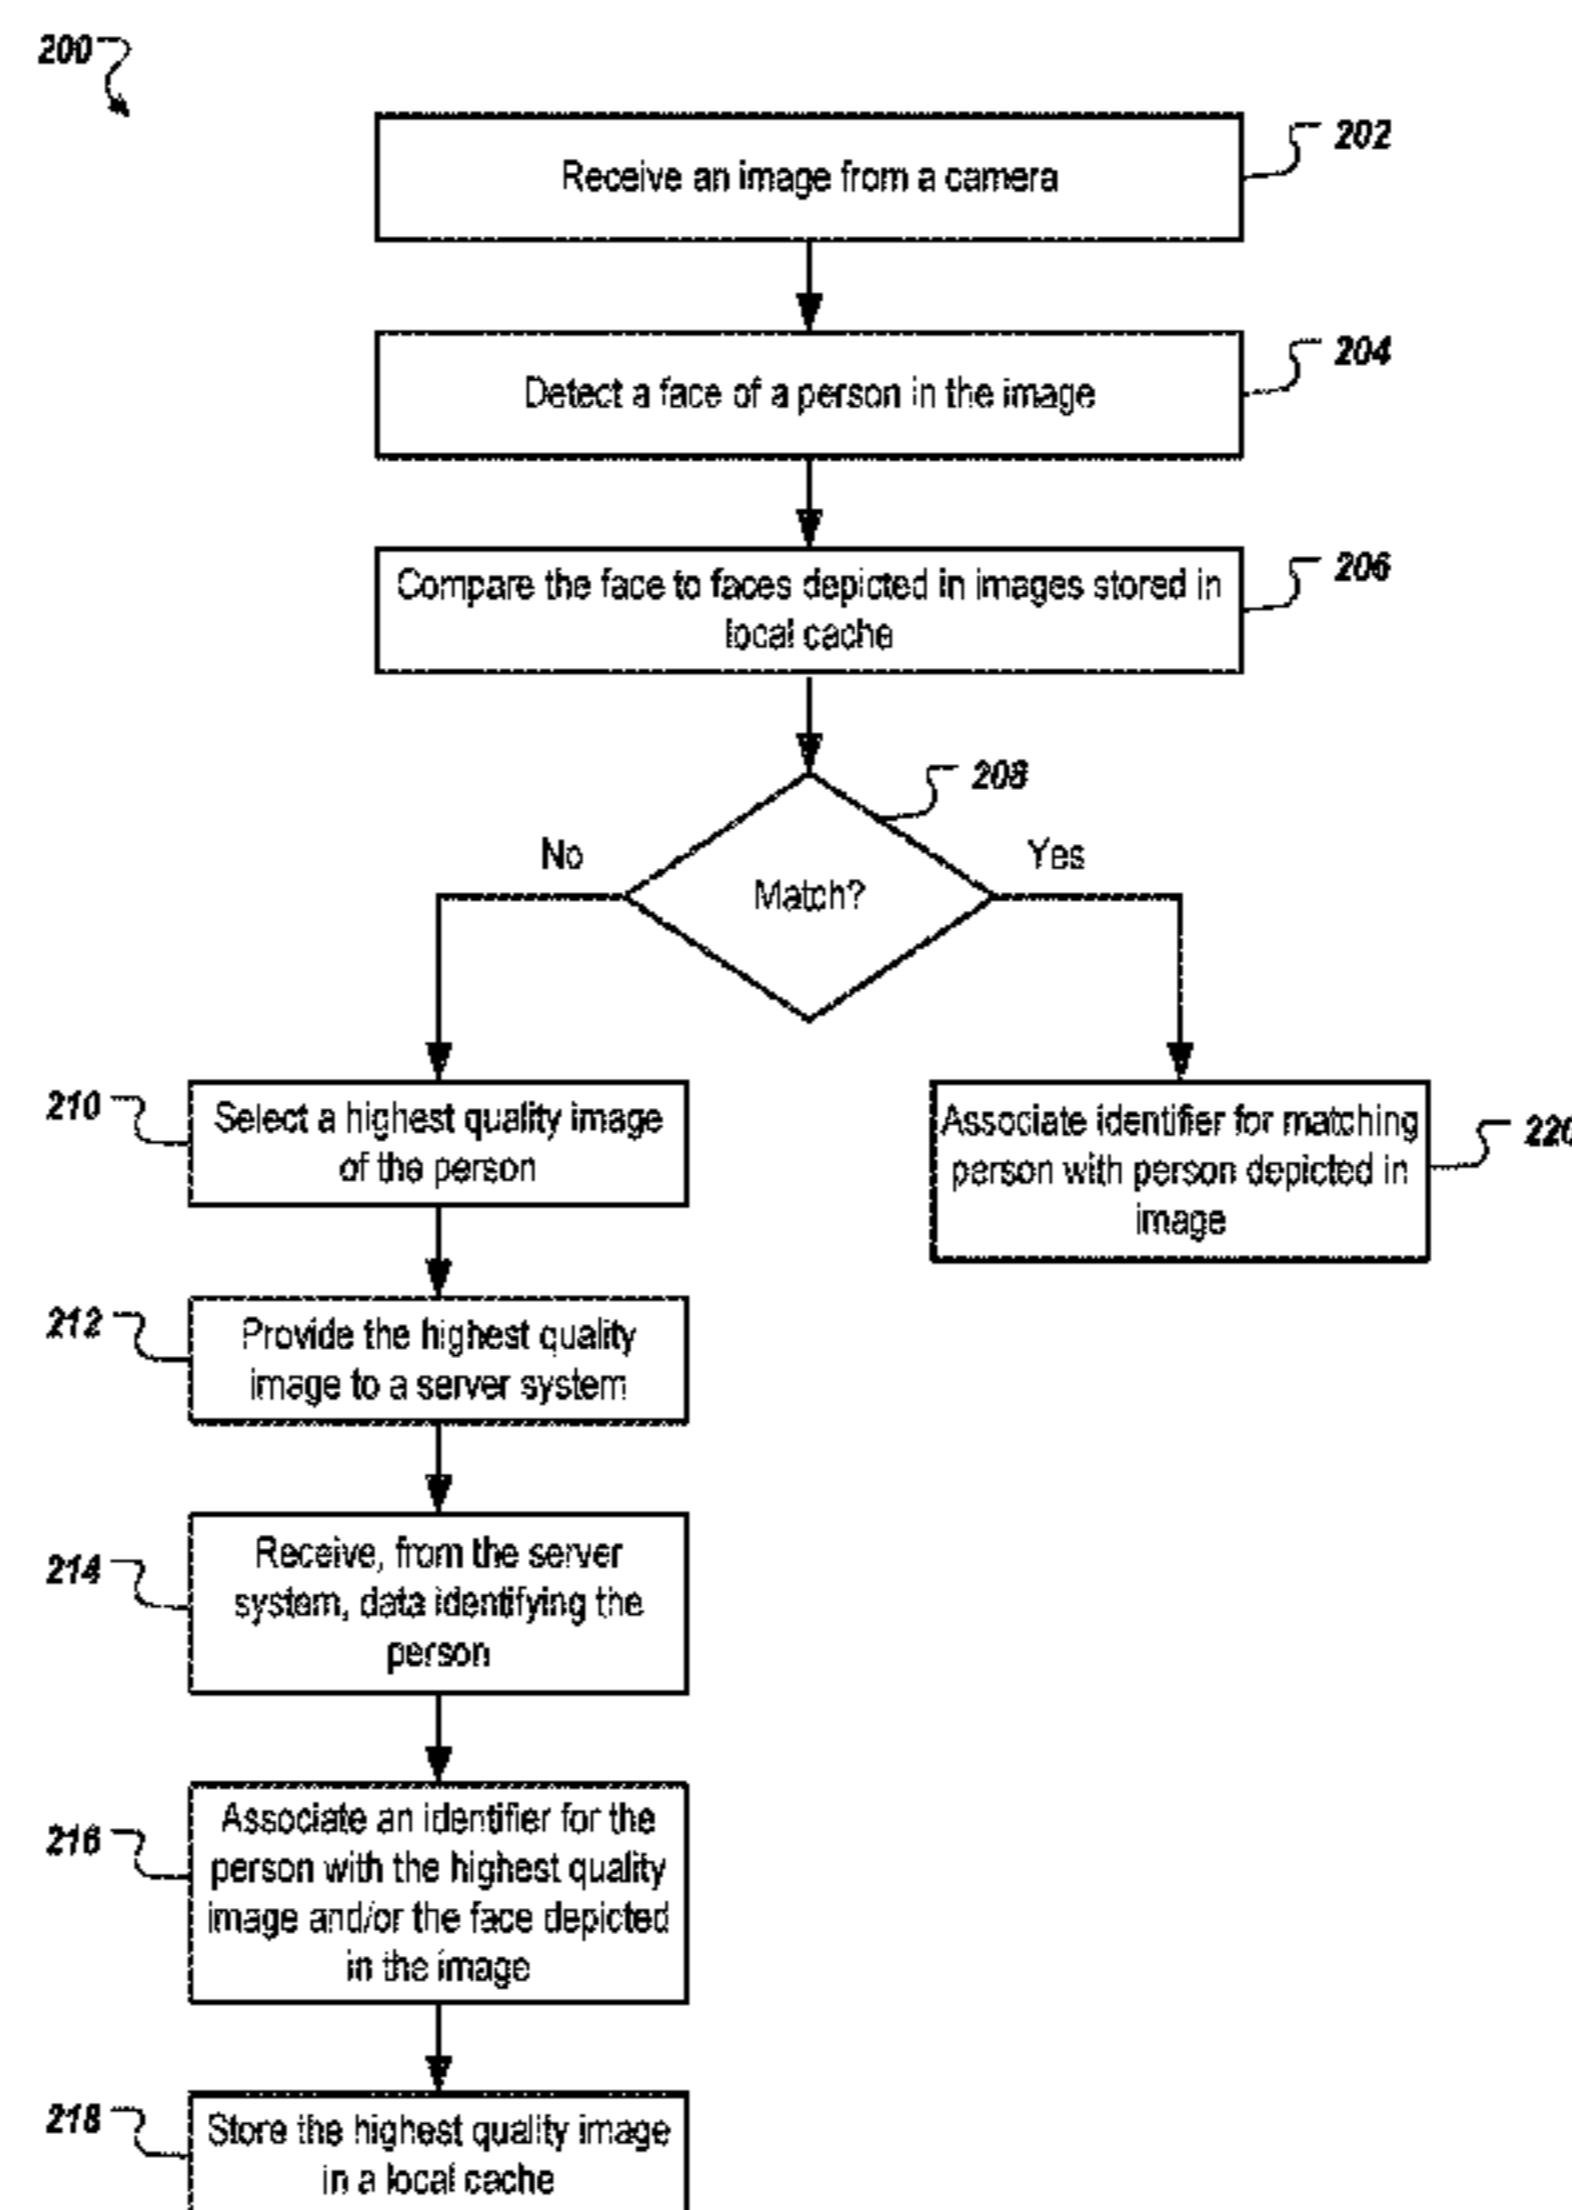 200
202
Receive an image from a camera
204
Detect a face of a person in the image
206
Compare the face to faces depicted in images stored in
local cache
208
No
Yes
Match?
210
Select a highest quality image
of the person
Associate identifier for matching
person with person depicted in
image
220
212
Provide the highest quality
image to a server system
214
Receive, from the server
system, data identifying the
person
216
Associate an identifier for the
person with the highest quality
image and/or the face depicted
in the image
218
Store the highest quality image
in a local cache